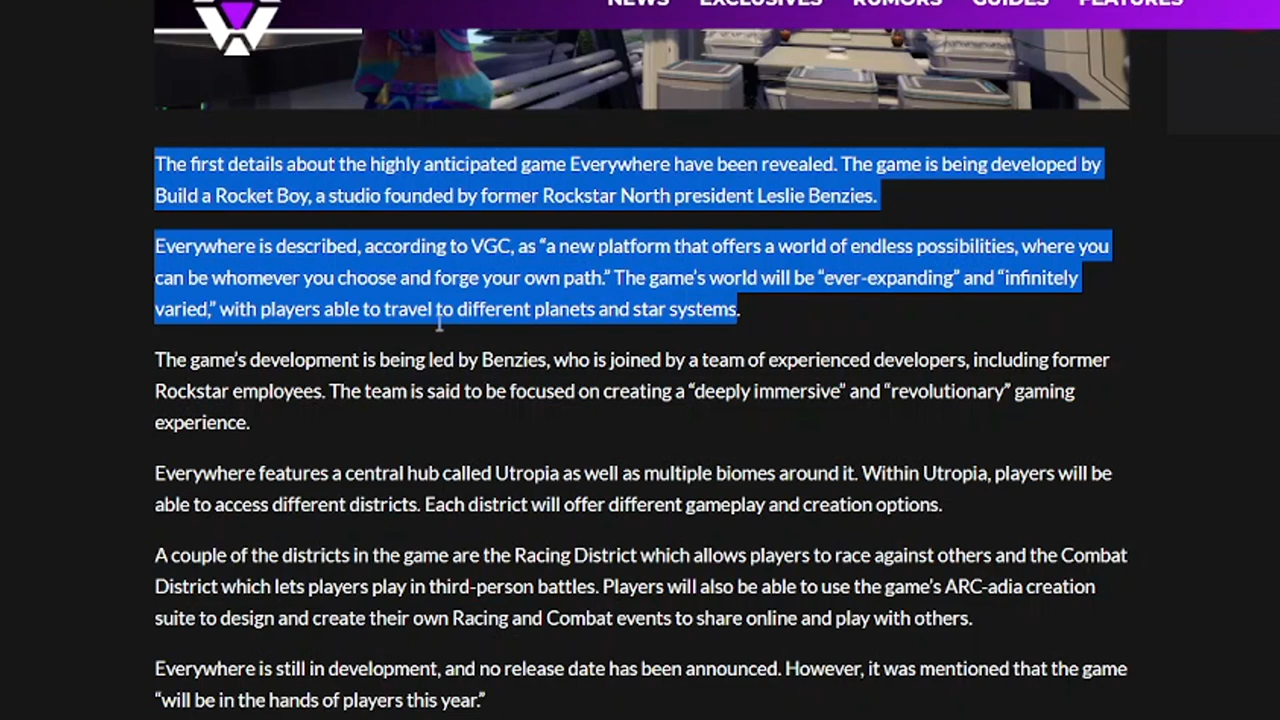 NEWS EXCLUSIVES RUMORS GUIDES FEATURES
The first details about the highly anticipated game Everywhere have been revealed. The game is being developed by
Build a Rocket Boy, a studio founded by former Rockstar North president Leslie Benzies.
Everywhere is described, according to VGC, as “a new platform that offers a world of endless possibilities, where you
can be whomever you choose and forge your own path.” The game’s world will be “ever-expanding” and “infinitely
varied,” with players able to travel to different planets and star systems.
The game’s development is being led by Benzies, who is joined by a team of experienced developers, including former
Rockstar employees. The team is said to be focused on creating a “deeply immersive” and “revolutionary” gaming
experience.
Everywhere features a central hub called Utropia as well as multiple biomes around it. Within Utropia, players will be
able to access different districts. Each district will offer different gameplay and creation options.
A couple of the districts in the game are the Racing District which allows players to race against others and the Combat
District which lets players play in third-person battles. Players will also be able to use the game’s ARC-adia creation
suite to design and create their own Racing and Combat events to share online and play with others.
Everywhere is still in development, and no release date has been announced. However, it was mentioned that the game
“will be in the hands of players this year.”